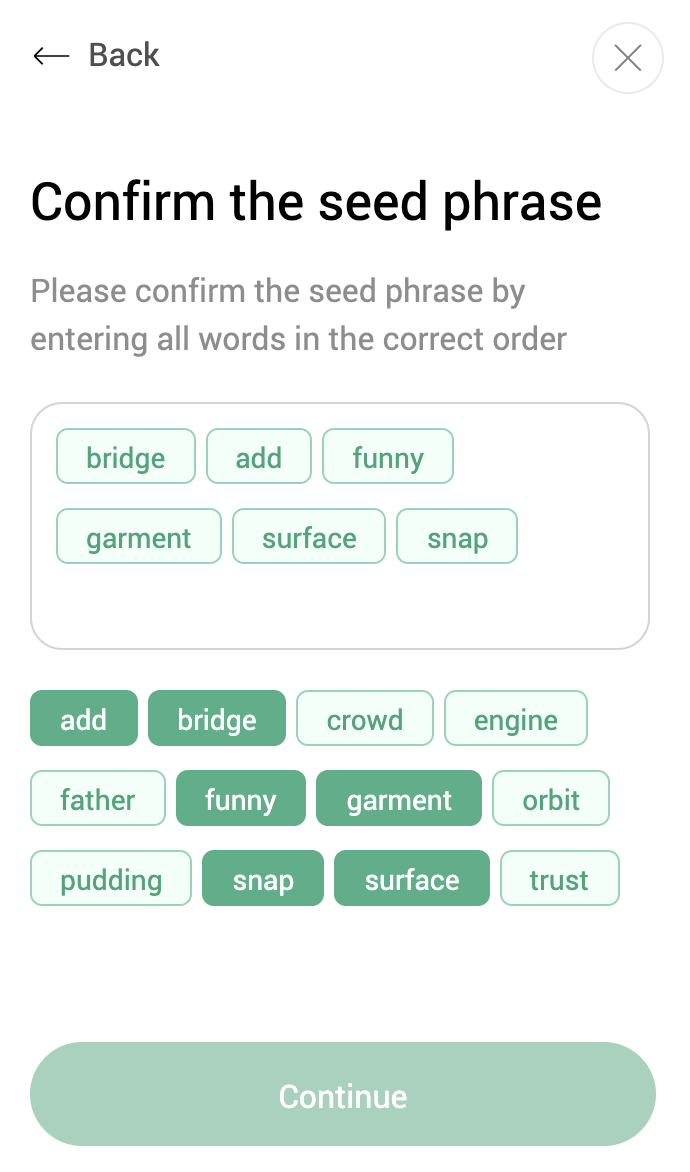 Back
Confirm the seed phrase
Please confirm the seed phrase by
entering all words in the correct order
bridge add funny
garment surface snap
add bridge crowd engine
father funny garment orbit
pudding snap surface trust
Continue